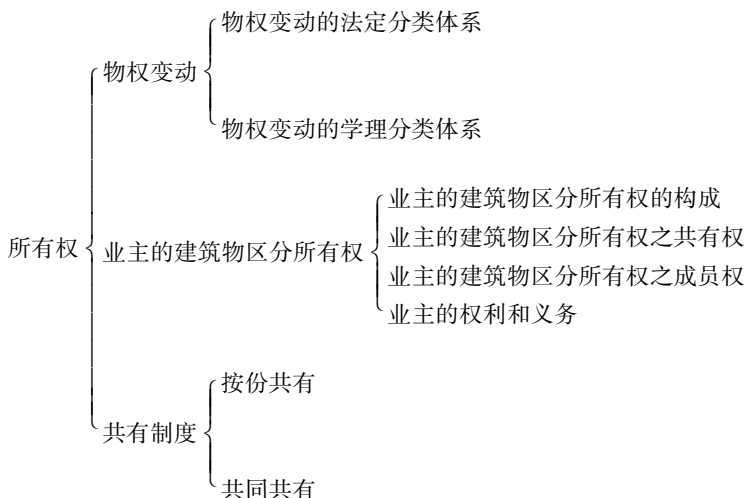 所有权
物权变动
物权变动的法定分类体系
物权变动的学理分类体系
业主的建筑物区分所有权
业主的建筑物区分所有权的构成
业主的建筑物区分所有权之共有权
业主的建筑物区分所有权之成员权
业主的权利和义务
共有制度
按份共有
共同共有